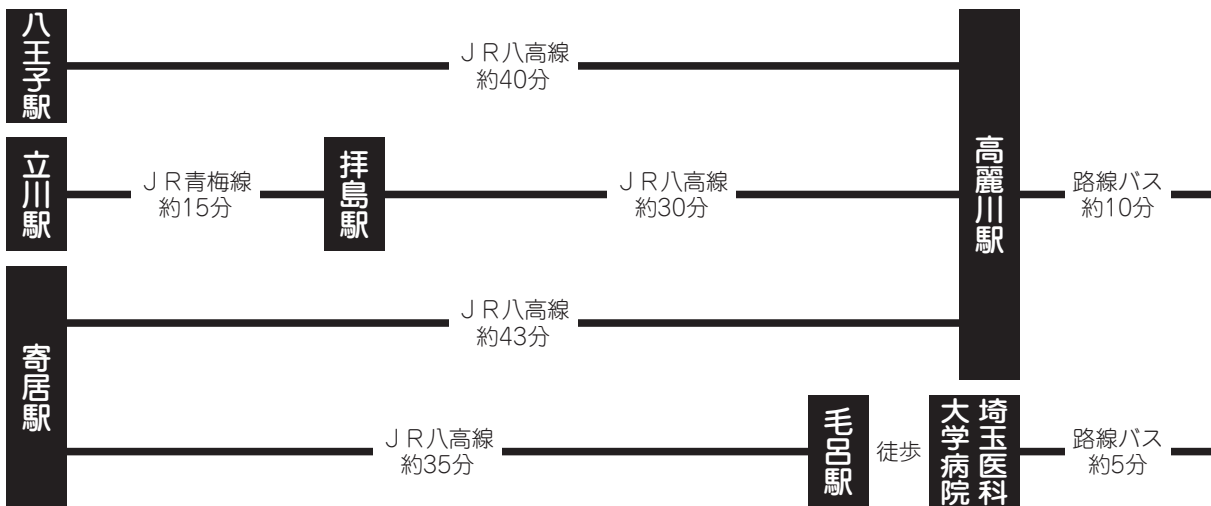 八王子駅
ＪＲ八高線
約40分
立川駅
ＪＲ青梅線
約15分
拝島駅
ＪＲ八高線
約30分
高麗川駅
路線バス
約10分
寄居駅
ＪＲ八高線
約43分
ＪＲ八高線
約35分
毛呂駅
徒歩
埼玉医科
大学病院
路線バス
約5分